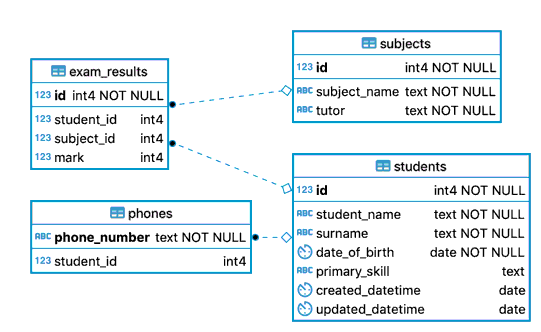 exam_results
123 id int4 NOT NULL
123 student_id int4
123 subject_id int4
123 mark int4
subjects
123 id int4 NOT NULL
ABC subject_name text NOT NULL
ABC tutor text NOT NULL
phones
ABC phone_number text NOT NULL
123 student_id int4
students
123 id int4 NOT NULL
ABC student_name text NOT NULL
ABC surname text NOT NULL
date_of_birth date NOT NULL
ABC primary_skill text
created_datetime date
updated_datetime date